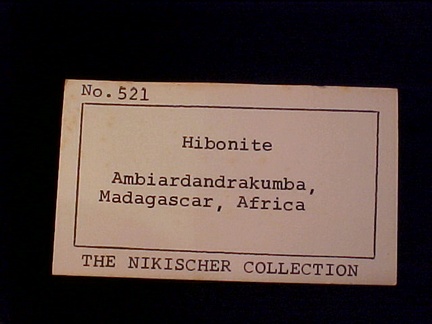 No. 521
Hibonite
Ambiardandrakumba,
Madagascar, Africa
THE NIKISCHER COLLECTION